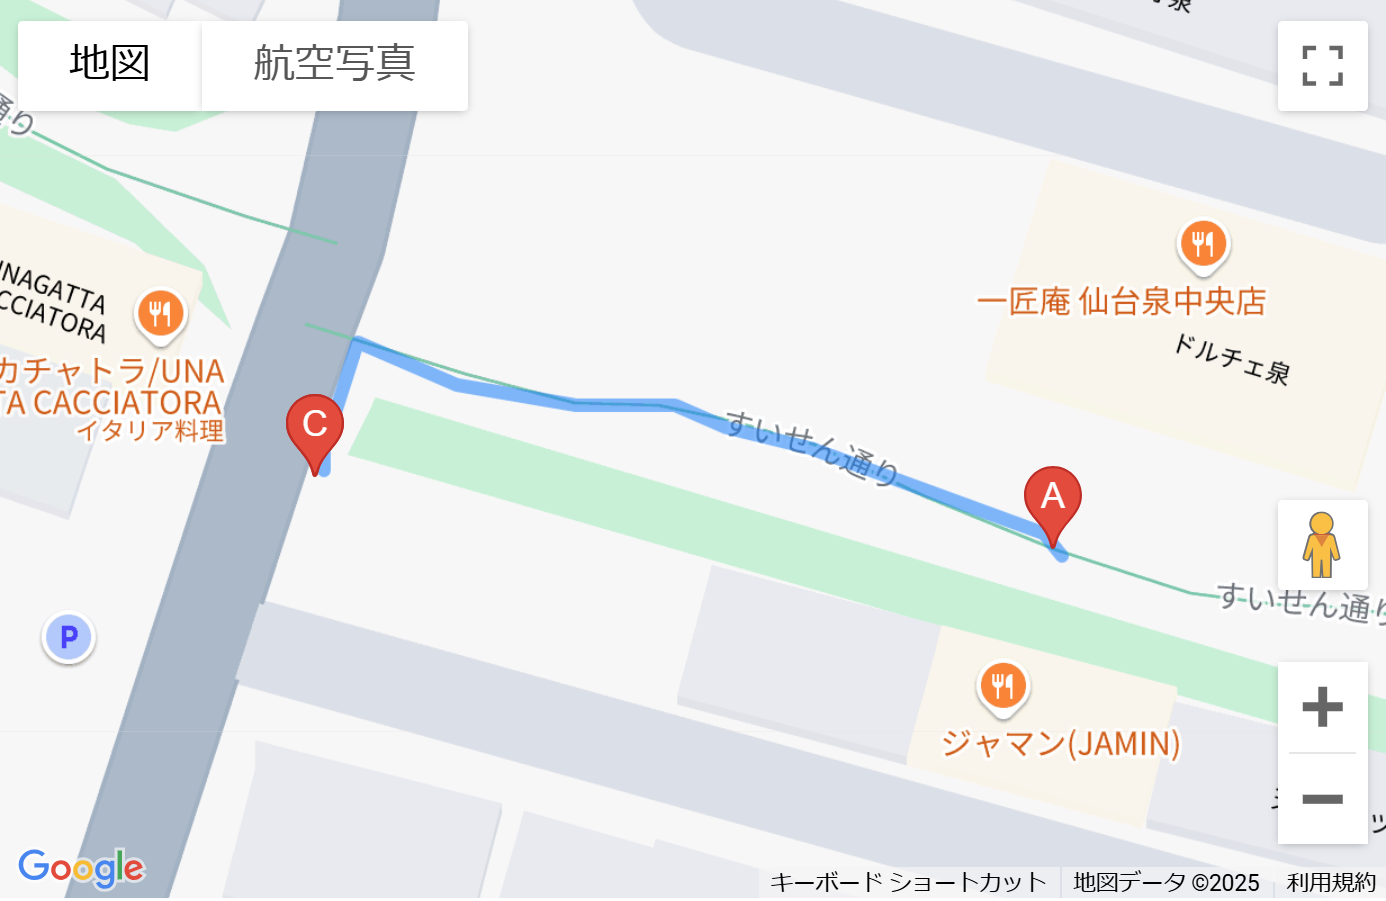 地図
航空写真
通り
UNAGATTA
CCIATORA
カチャトラ/UNA
TA CACCIATORA
イタリア料理
C
すいせん通り
A
一匠庵 仙台泉中央店
ドルチェ泉
すいせん通り
P
ジャマン(JAMIN)
Google
キーボード ショートカット
地図データ ©2025
利用規約